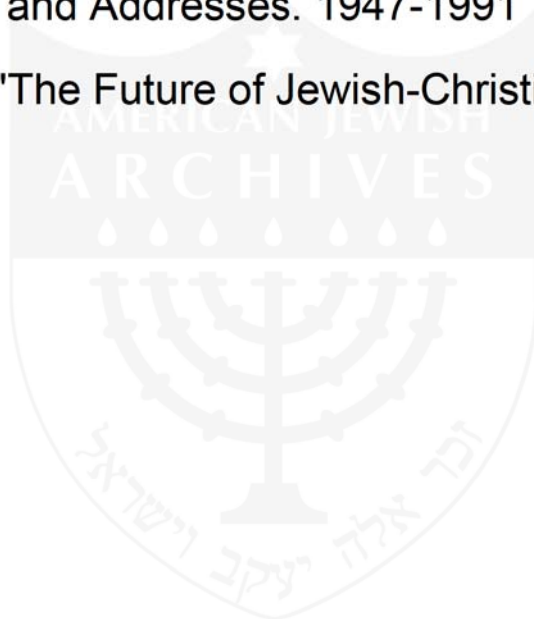 and Addresses. 1947-1991
"The Future of Jewish-Christi
AMERICAN JEWISH
ARCHIVES
זכר אלה יעקב וישראל